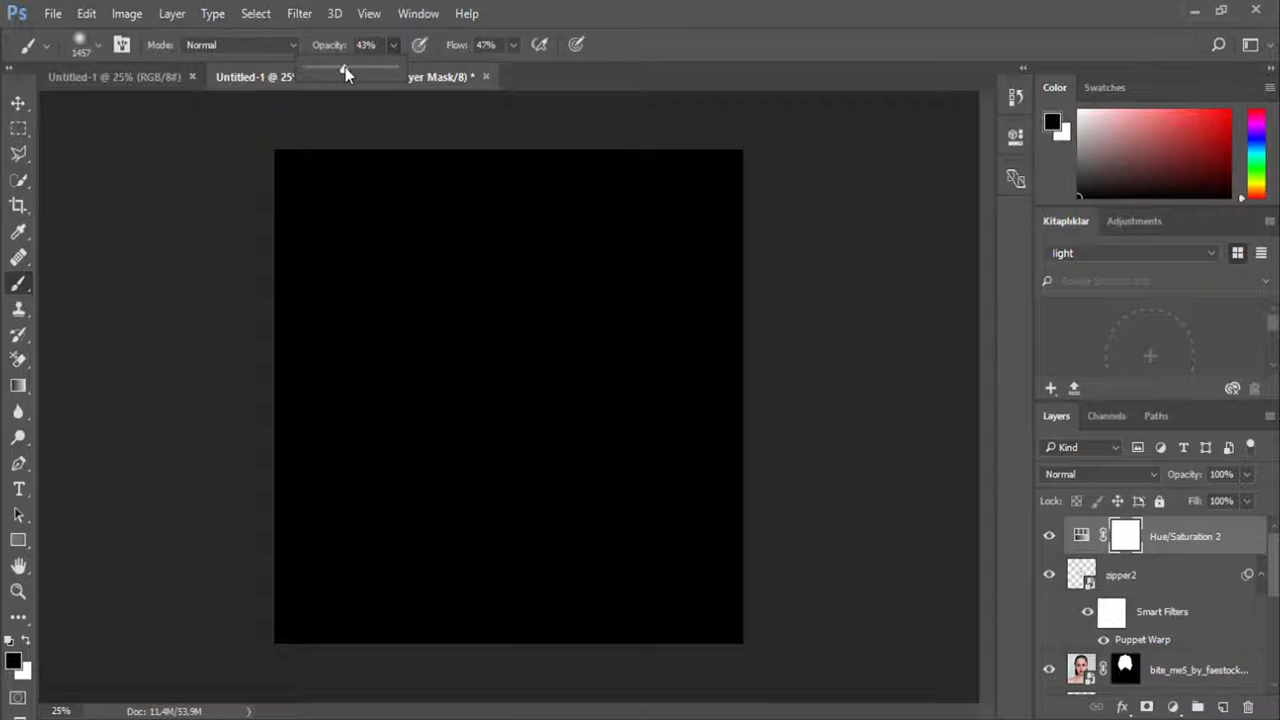 Ps File Edit Image Layer Type Select Filter 3D View Window Help
1457 Mode: Normal Opacity: 43% Flow: 47%
Untitled-1 @ 25% (RGB/8#) × Untitled-1 @ 25% yer Mask/8) * ×
Color Swatches
Kitaplıklar Adjustments
light
Layers Channels Paths
Kind
Normal Opacity: 100%
Lock: Fill: 100%
Hue/Saturation 2
zipper2
Smart Filters
Puppet Warp
bite_me5_by_faestock...
25% Doc: 11,4M/53,9M